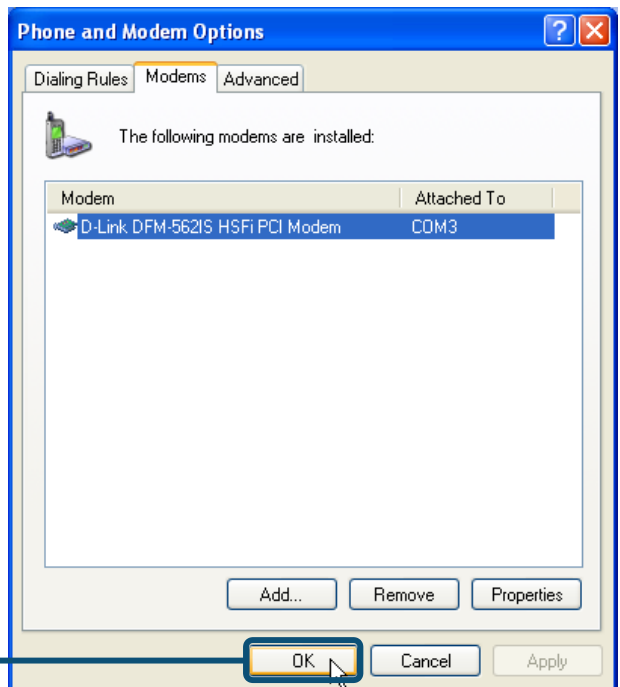 Phone and Modem Options
Dialing Rules Modems Advanced
The following modems are installed:
Modem Attached To
D-Link DFM-562IS HSFi PCI Modem COM3
Add... Remove Properties
OK Cancel Apply